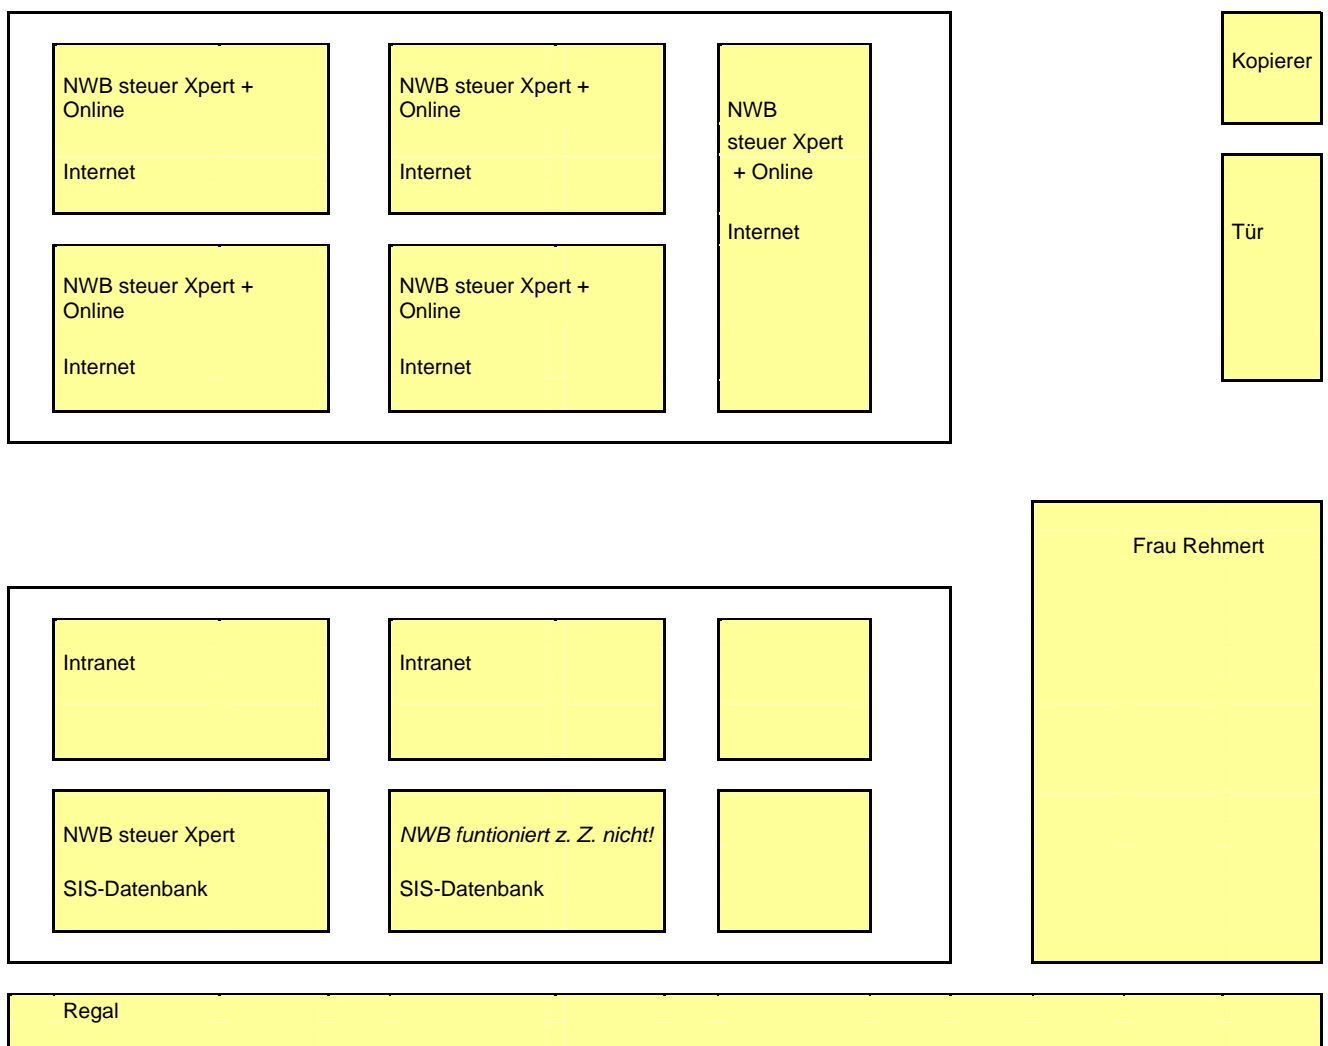 NWB steuer Xpert +
Online
Internet
NWB steuer Xpert +
Online
Internet
NWB
steuer Xpert
+ Online
Internet
Kopierer
Tür
NWB steuer Xpert +
Online
Internet
NWB steuer Xpert +
Online
Internet
Frau Rehmert
Intranet
Intranet
NWB steuer Xpert
SIS-Datenbank
NWB funtioniert z. Z. nicht!
SIS-Datenbank
Regal